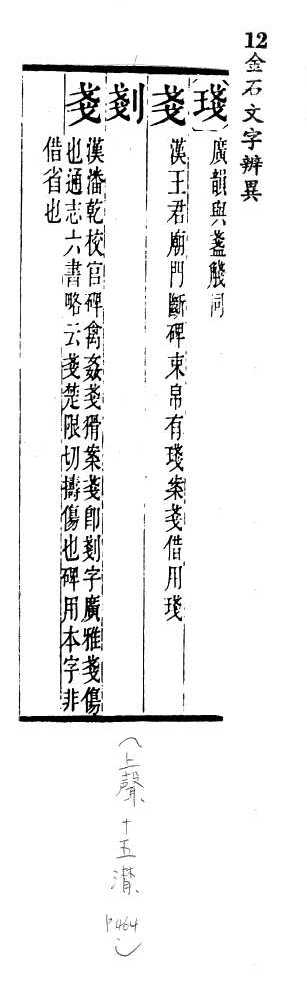 12金石文字辨異
〔琖〕廣韻與盞醆同
戔 漢王君廟門斷碑束帛有琖案戔借用琖
剗
戔 漢潘乾校官碑禽姦戔猾案戔即剗字廣雅戔傷
也通志六書略云戔楚限切擣傷也碑用本字非
借省也
(上聲 十五潸 P464)